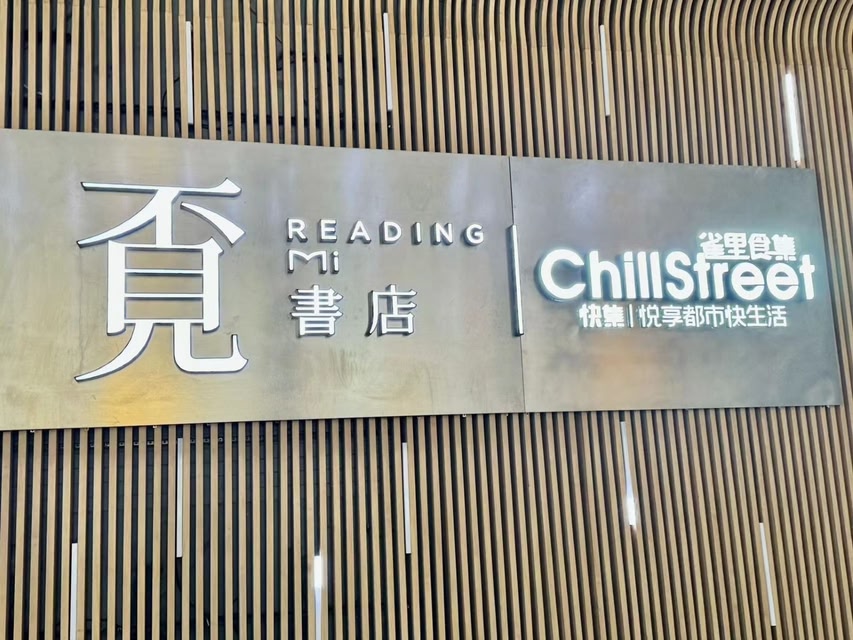 覔
READING
Mi
書店
雀里食集
ChillStreet
快集|悦享都市快生活